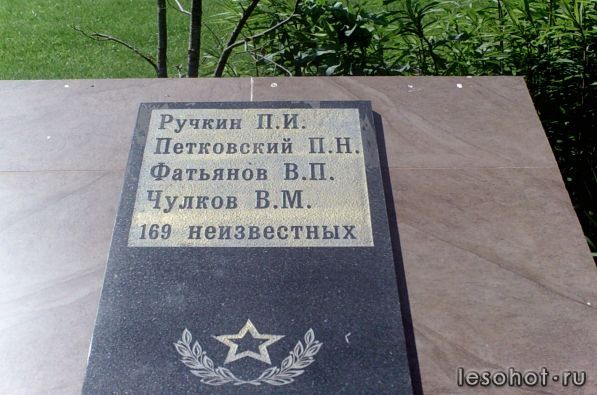 Ручкин П.И.
Петковский П.Н.
Фатьянов В.П.
Чулков В.М.
169 неизвестных
lesohot.ru